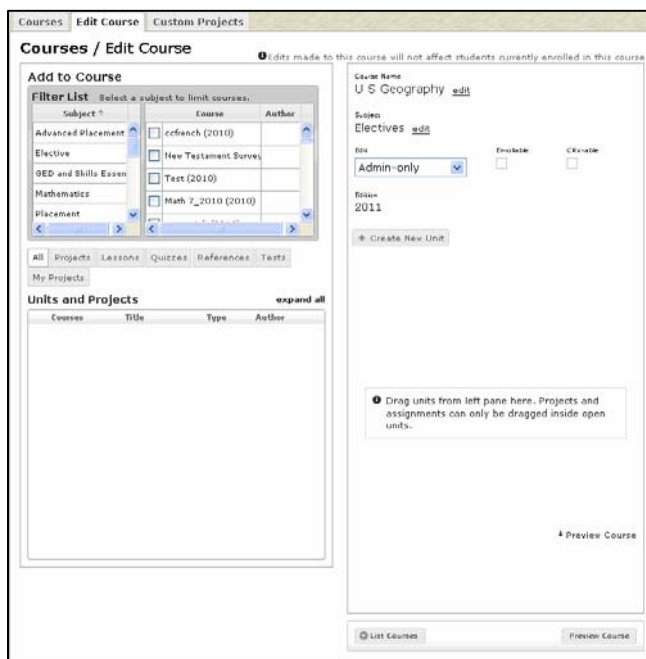 Courses Edit Course Custom Projects
Courses / Edit Course
Edits made to this course will not affect students currently enrolled in this course
Add to Course
Filter List Select a subject to limit courses.
Subject Course Author
Advanced Placement ccfrench (2010)
Elective New Testament Survey
GED and Skills Essen Test (2010)
Mathematics Math 7_2010 (2010)
Placement
All Projects Lessons Quizzes References Tests
My Projects
Units and Projects expand all
Courses Title Type Author
Course Name
U S Geography edit
Subject
Electives edit
Edit Enrollable
Admin-only
Edition
2011
+ Create New Unit
Drag units from left pane here. Projects and
assignments can only be dragged inside open
units.
Preview Course
List Courses Preview Course